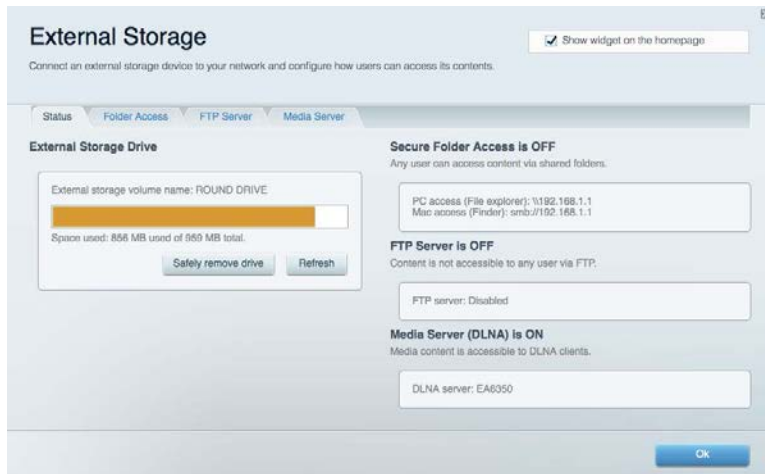 External Storage
Show widget on the homepage
Connect an external storage device to your network and configure how users can access its contents.
Status
Folder Access
FTP Server
Media Server
External Storage Drive
External storage volume name: ROUND DRIVE
Space used: 856 MB used of 959 MB total.
Safely remove drive
Refresh
Secure Folder Access is OFF
Any user can access content via shared folders.
PC access (File explorer): \\192.168.1.1
Mac access (Finder): smb://192.168.1.1
FTP Server is OFF
Content is not accessible to any user via FTP.
FTP server: Disabled
Media Server (DLNA) is ON
Media content is accessible to DLNA clients.
DLNA server: EA6350
Ok